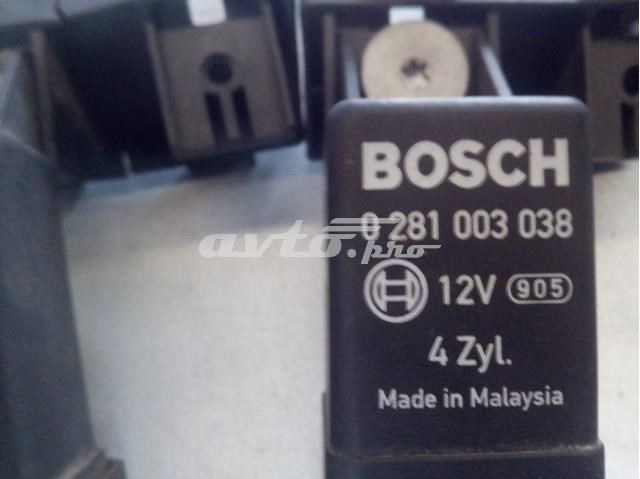 BOSCH
0 281 003 038
avto.pro
12V 905
4 Zyl.
Made in Malaysia